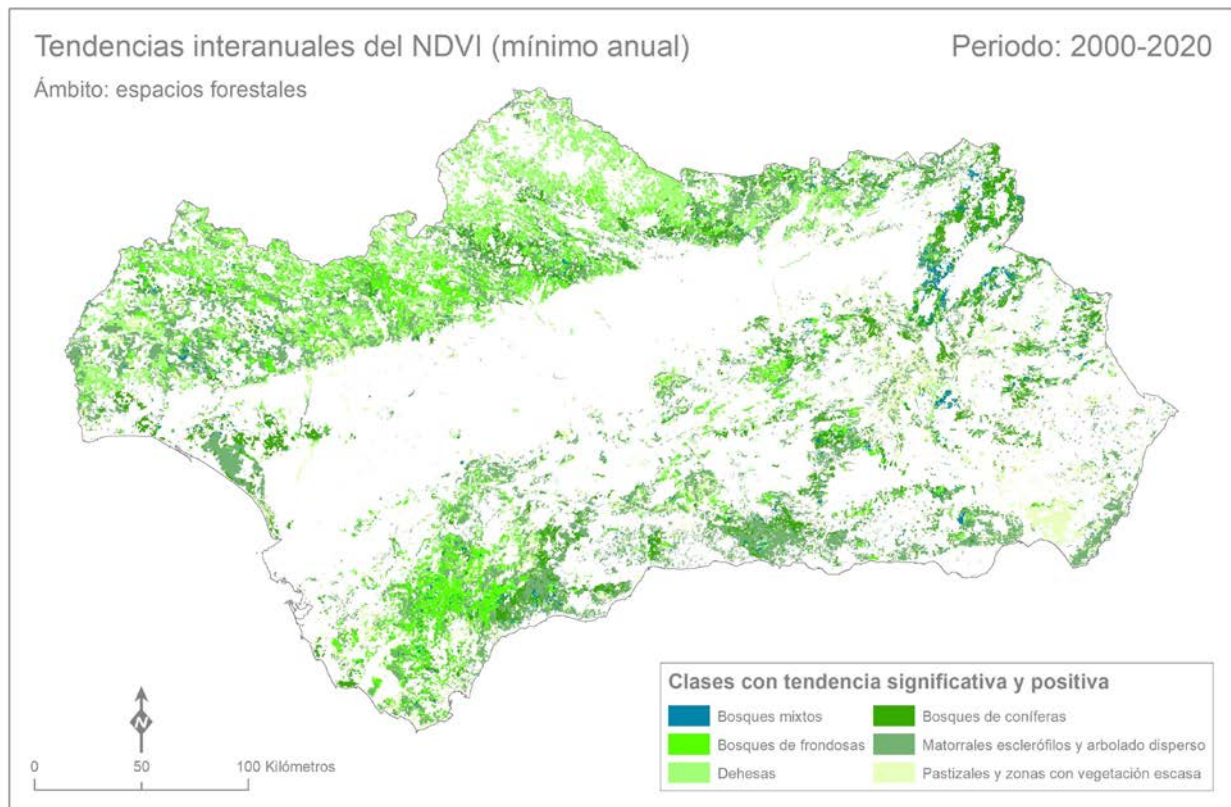 Tendencias interanuales del NDVI (mínimo anual)
Periodo: 2000-2020
Ámbito: espacios forestales
Clases con tendencia significativa y positiva
Bosques mixtos
Bosques de coníferas
Bosques de frondosas
Matorrales esclerófilos y arbolado disperso
Dehesas
Pastizales y zonas con vegetación escasa
N
0 50 100 Kilómetros